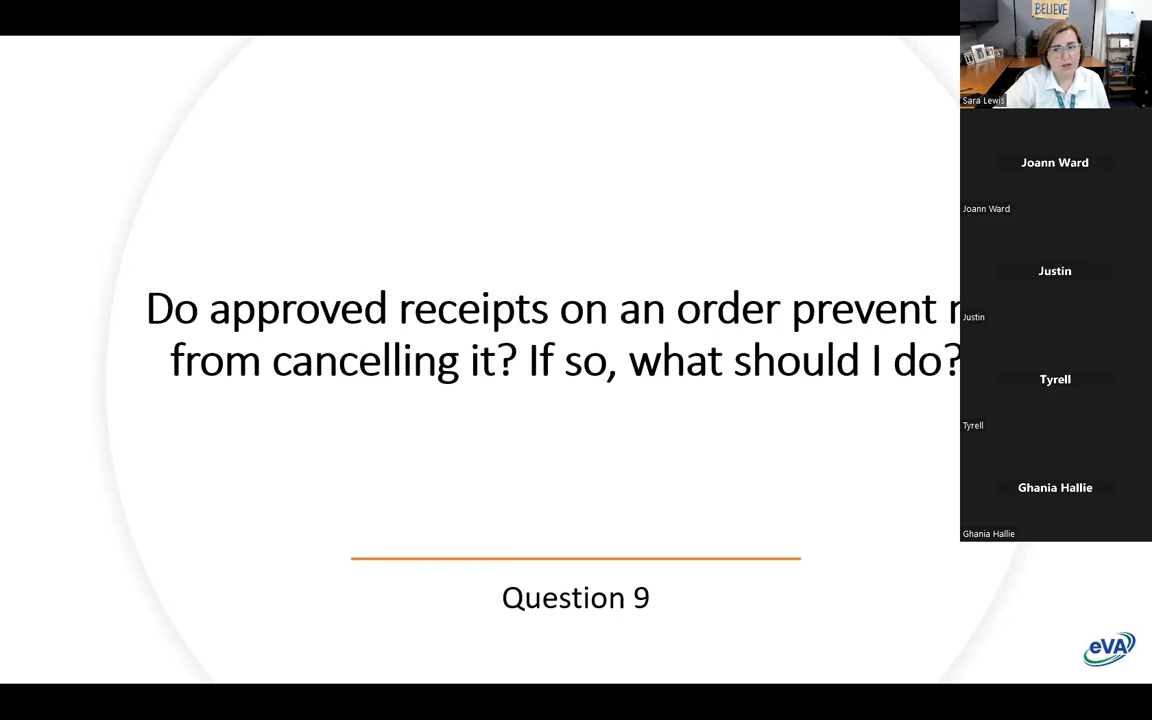 BELIEVE
Sara Lewis
Joann Ward
Joann Ward
Do approved receipts on an order prevent
from cancelling it? If so, what should I do?
Justin
Justin
Tyrell
Tyrell
Ghania Hallie
Ghania Hallie
Question 9
eVA